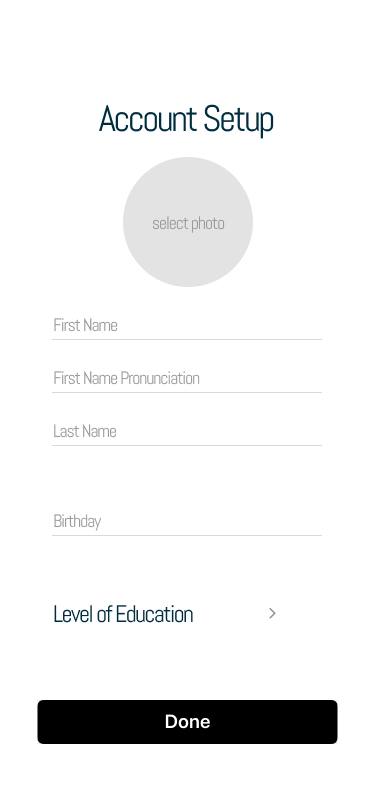 Account Setup
select photo
First Name
First Name Pronunciation
Last Name
Birthday
Level of Education
Done